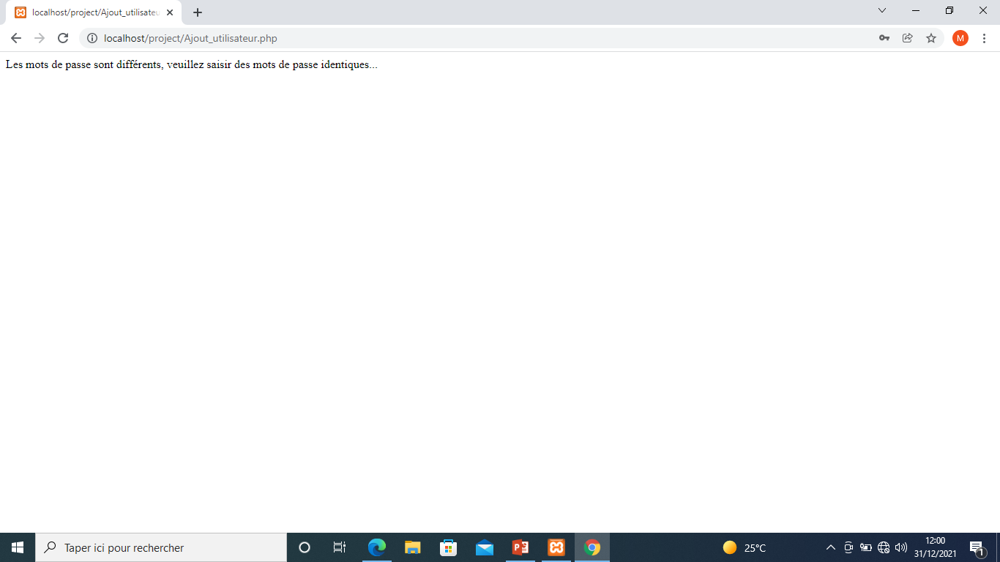 localhost/project/Ajout_utilisateu
localhost/project/Ajout_utilisateur.php
M
Les mots de passe sont différents, veuillez saisir des mots de passe identiques...
Taper ici pour rechercher
25°C
12:00
31/12/2021
1